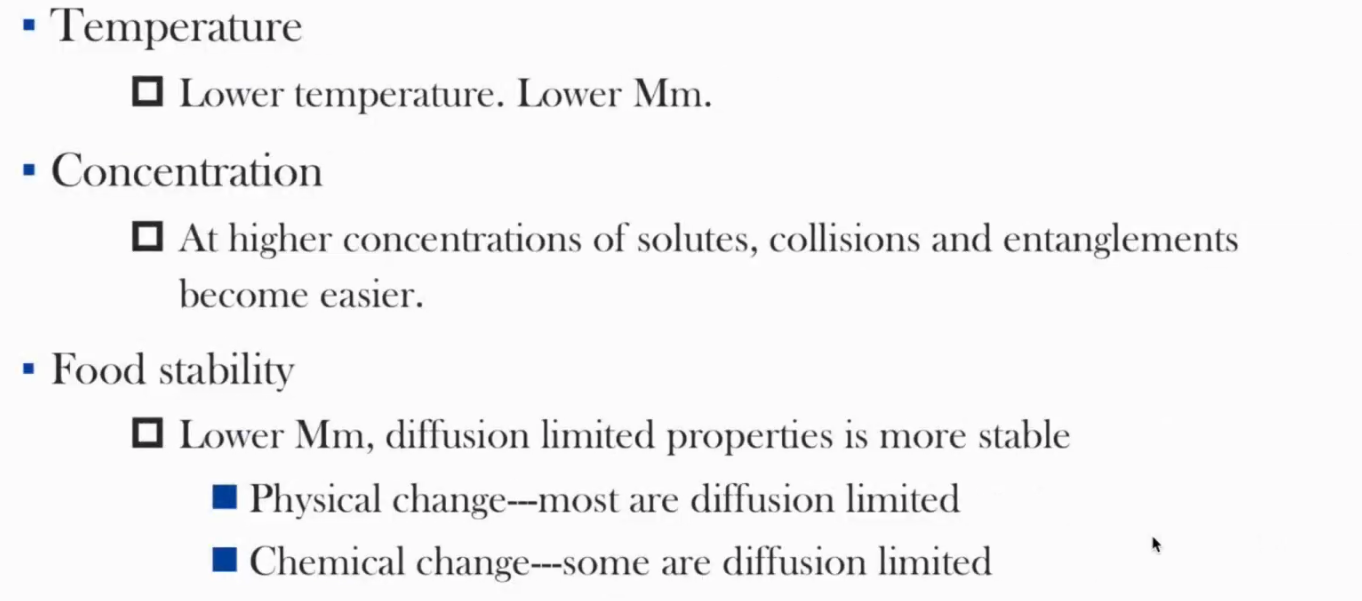 Temperature
Lower temperature. Lower Mm.
Concentration
At higher concentrations of solutes, collisions and entanglements
become easier.
Food stability
Lower Mm, diffusion limited properties is more stable
Physical change---most are diffusion limited
Chemical change---some are diffusion limited